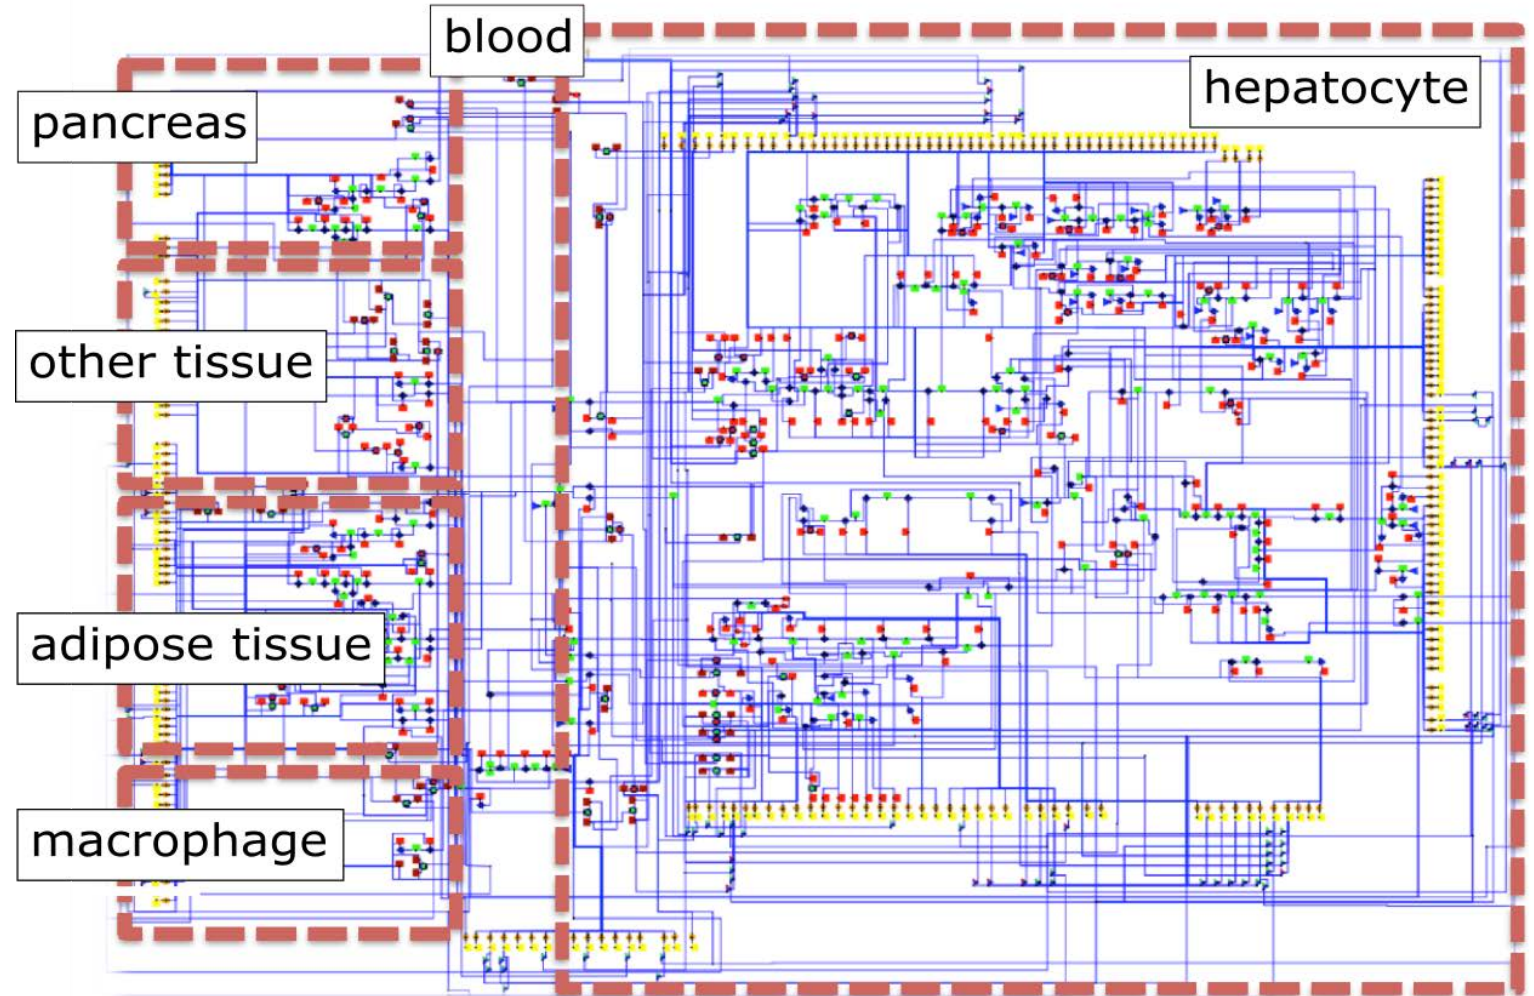 blood
hepatocyte
pancreas
other tissue
adipose tissue
macrophage